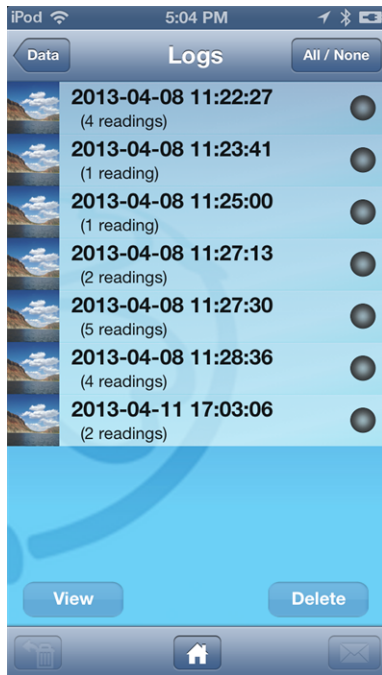 iPod 5:04 PM
Data Logs All / None
2013-04-08 11:22:27
(4 readings)
2013-04-08 11:23:41
(1 reading)
2013-04-08 11:25:00
(1 reading)
2013-04-08 11:27:13
(2 readings)
2013-04-08 11:27:30
(5 readings)
2013-04-08 11:28:36
(4 readings)
2013-04-11 17:03:06
(2 readings)
View Delete